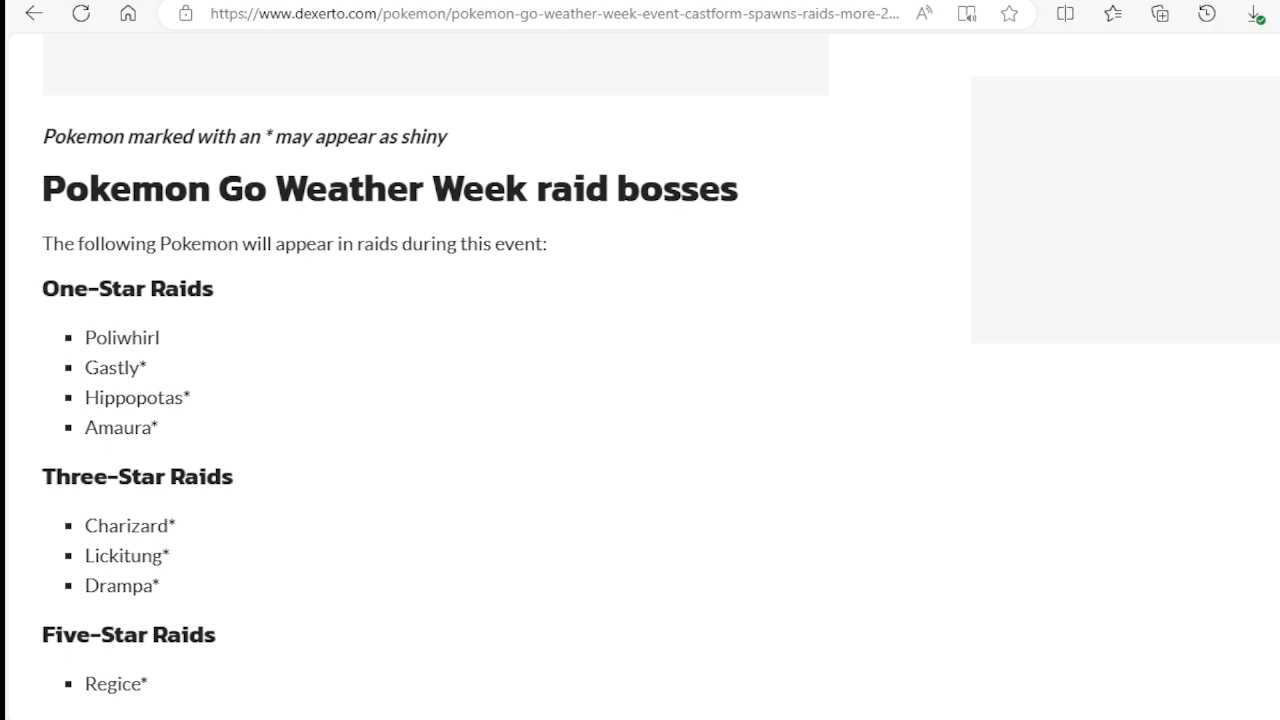 https://www.dexerto.com/pokemon/pokemon-go-weather-week-event-castform-spawns-raids-more-2...
Pokemon marked with an * may appear as shiny
Pokemon Go Weather Week raid bosses
The following Pokemon will appear in raids during this event:
One-Star Raids
▪ Poliwhirl
▪ Gastly*
▪ Hippopotas*
▪ Amaura*
Three-Star Raids
▪ Charizard*
▪ Lickitung*
▪ Drampa*
Five-Star Raids
▪ Regice*